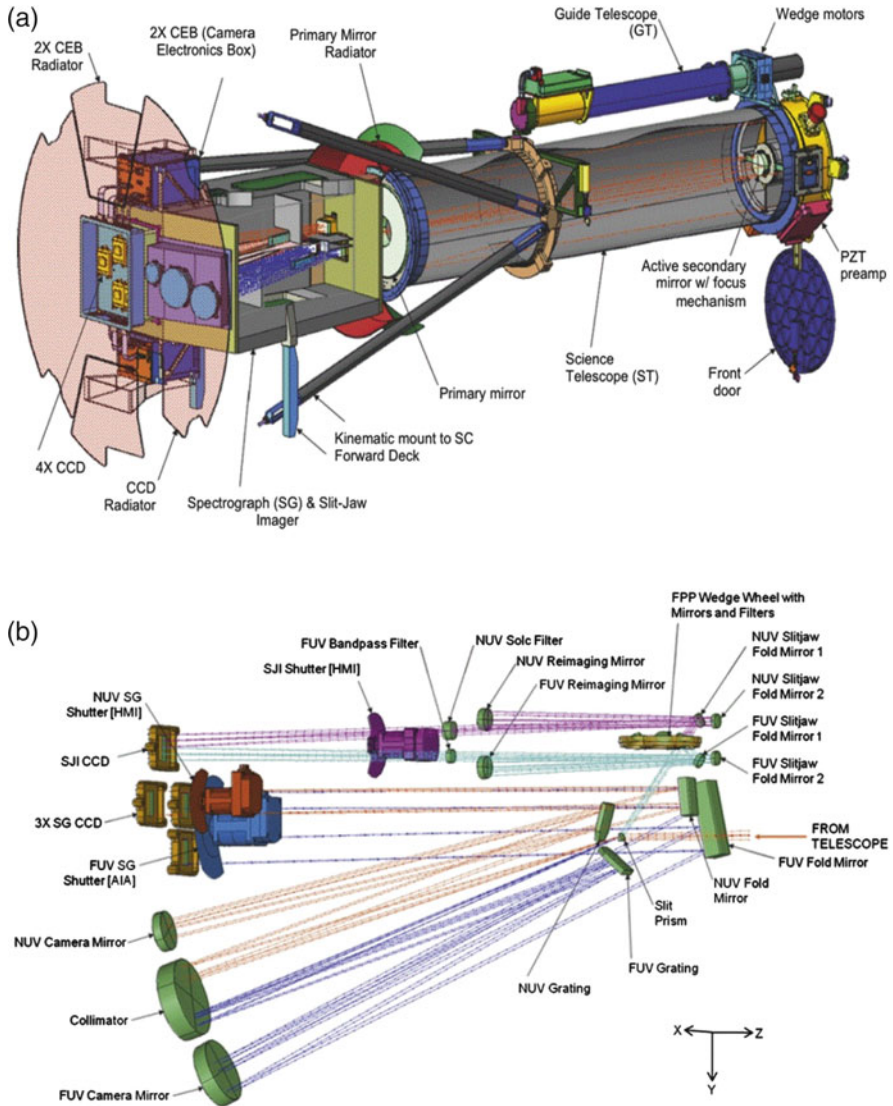 (a)
2X CEB
Radiator
2X CEB (Camera
Electronics Box)
Primary Mirror
Radiator
Guide Telescope
(GT)
Wedge motors
PZT
preamp
Active secondary
mirror w/ focus
mechanism
Front
door
Science
Telescope (ST)
Primary mirror
Kinematic mount to SC
Forward Deck
4X CCD
CCD
Radiator
Spectrograph (SG) & Slit-Jaw
Imager
(b)
FPP Wedge Wheel with
Mirrors and Filters
FUV Bandpass Filter
NUV Solc Filter
SJI Shutter [HMI]
NUV Reimaging Mirror
FUV Reimaging Mirror
NUV Slitjaw
Fold Mirror 1
NUV Slitjaw
Fold Mirror 2
FUV Slitjaw
Fold Mirror 1
FUV Slitjaw
Fold Mirror 2
NUV SG
Shutter [HMI]
SJI CCD
3X SG CCD
FUV SG
Shutter [AIA]
FROM
TELESCOPE
FUV Fold Mirror
NUV Fold
Mirror
Slit
Prism
FUV Grating
NUV Grating
NUV Camera Mirror
Collimator
FUV Camera Mirror
X
Z
Y